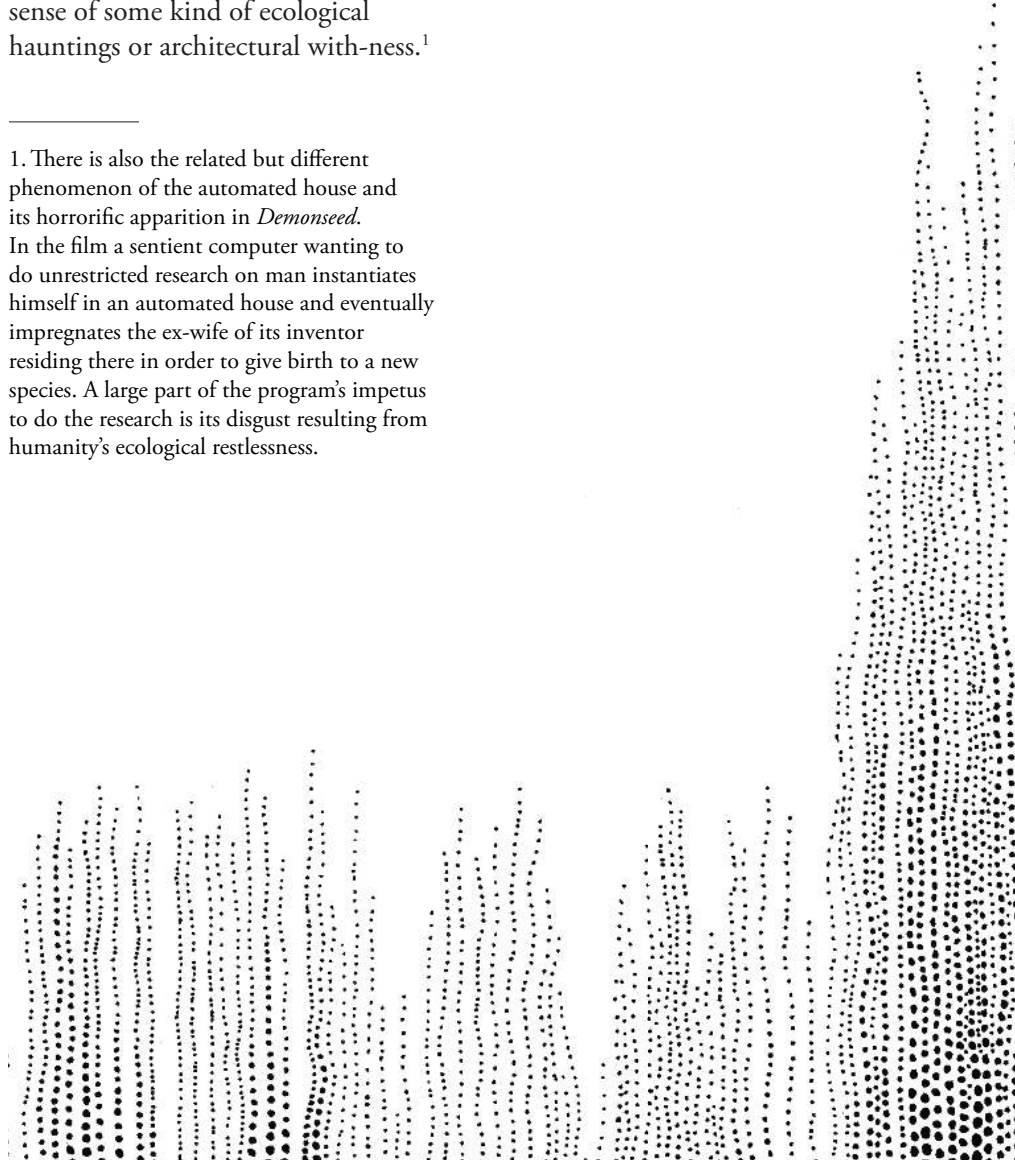 sense of some kind of ecological
hauntings or architectural with-ness.1
1. There is also the related but different
phenomenon of the automated house and
its horrorific apparition in Demonseed.
In the film a sentient computer wanting to
do unrestricted research on man instantiates
himself in an automated house and eventually
impregnates the ex-wife of its inventor
residing there in order to give birth to a new
species. A large part of the program’s impetus
to do the research is its disgust resulting from
humanity’s ecological restlessness.